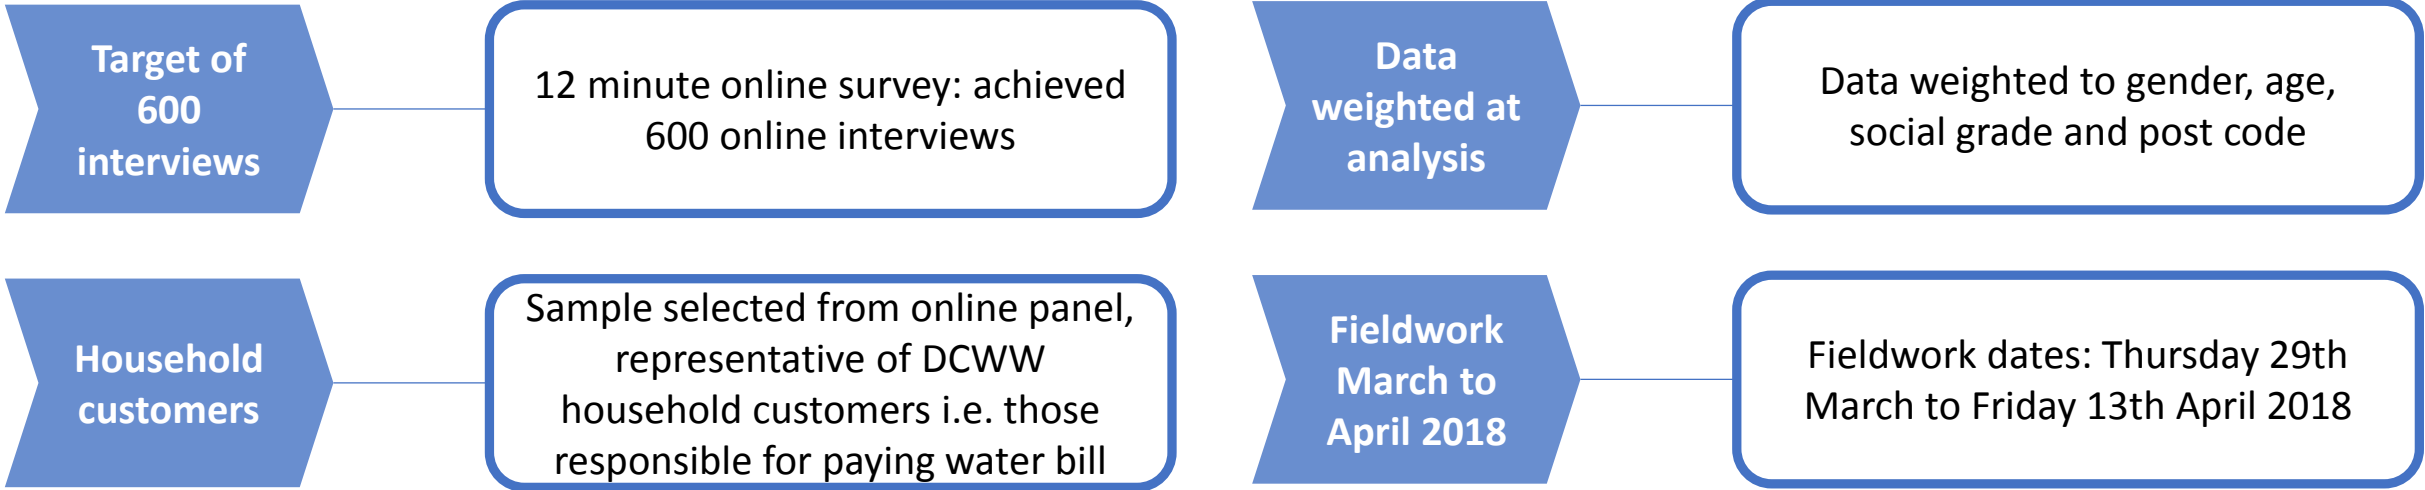 Target of
600
interviews
12 minute online survey: achieved
600 online interviews
Data
weighted at
analysis
Data weighted to gender, age,
social grade and post code
Household
customers
Sample selected from online panel,
representative of DCWW
household customers i.e. those
responsible for paying water bill
Fieldwork
March to
April 2018
Fieldwork dates: Thursday 29th
March to Friday 13th April 2018